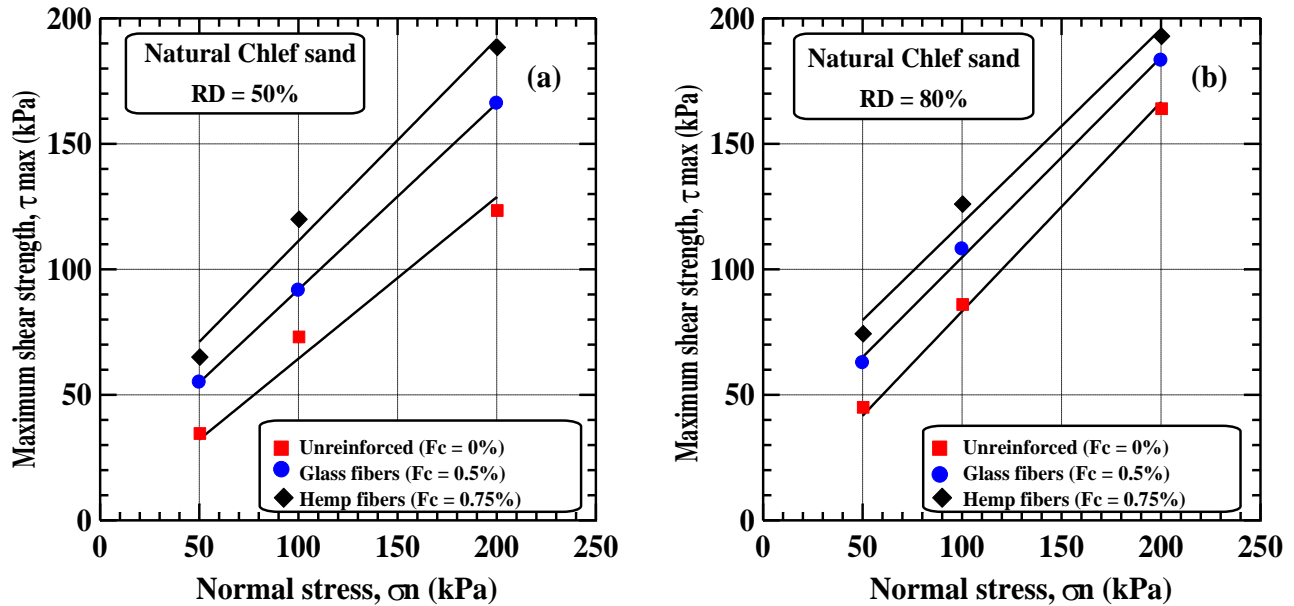 200
150
100
50
0
Maximum shear strength, τ max (kPa)
Natural Chlef sand
RD = 50%
(a)
Unreinforced (Fc = 0%)
Glass fibers (Fc = 0.5%)
Hemp fibers (Fc = 0.75%)
0 50 100 150 200 250
Normal stress, σn (kPa)
200
150
100
50
0
Maximum shear strength, τ max (kPa)
Natural Chlef sand
RD = 80%
(b)
Unreinforced (Fc = 0%)
Glass fibers (Fc = 0.5%)
Hemp fibers (Fc = 0.75%)
0 50 100 150 200 250
Normal stress, σn (kPa)